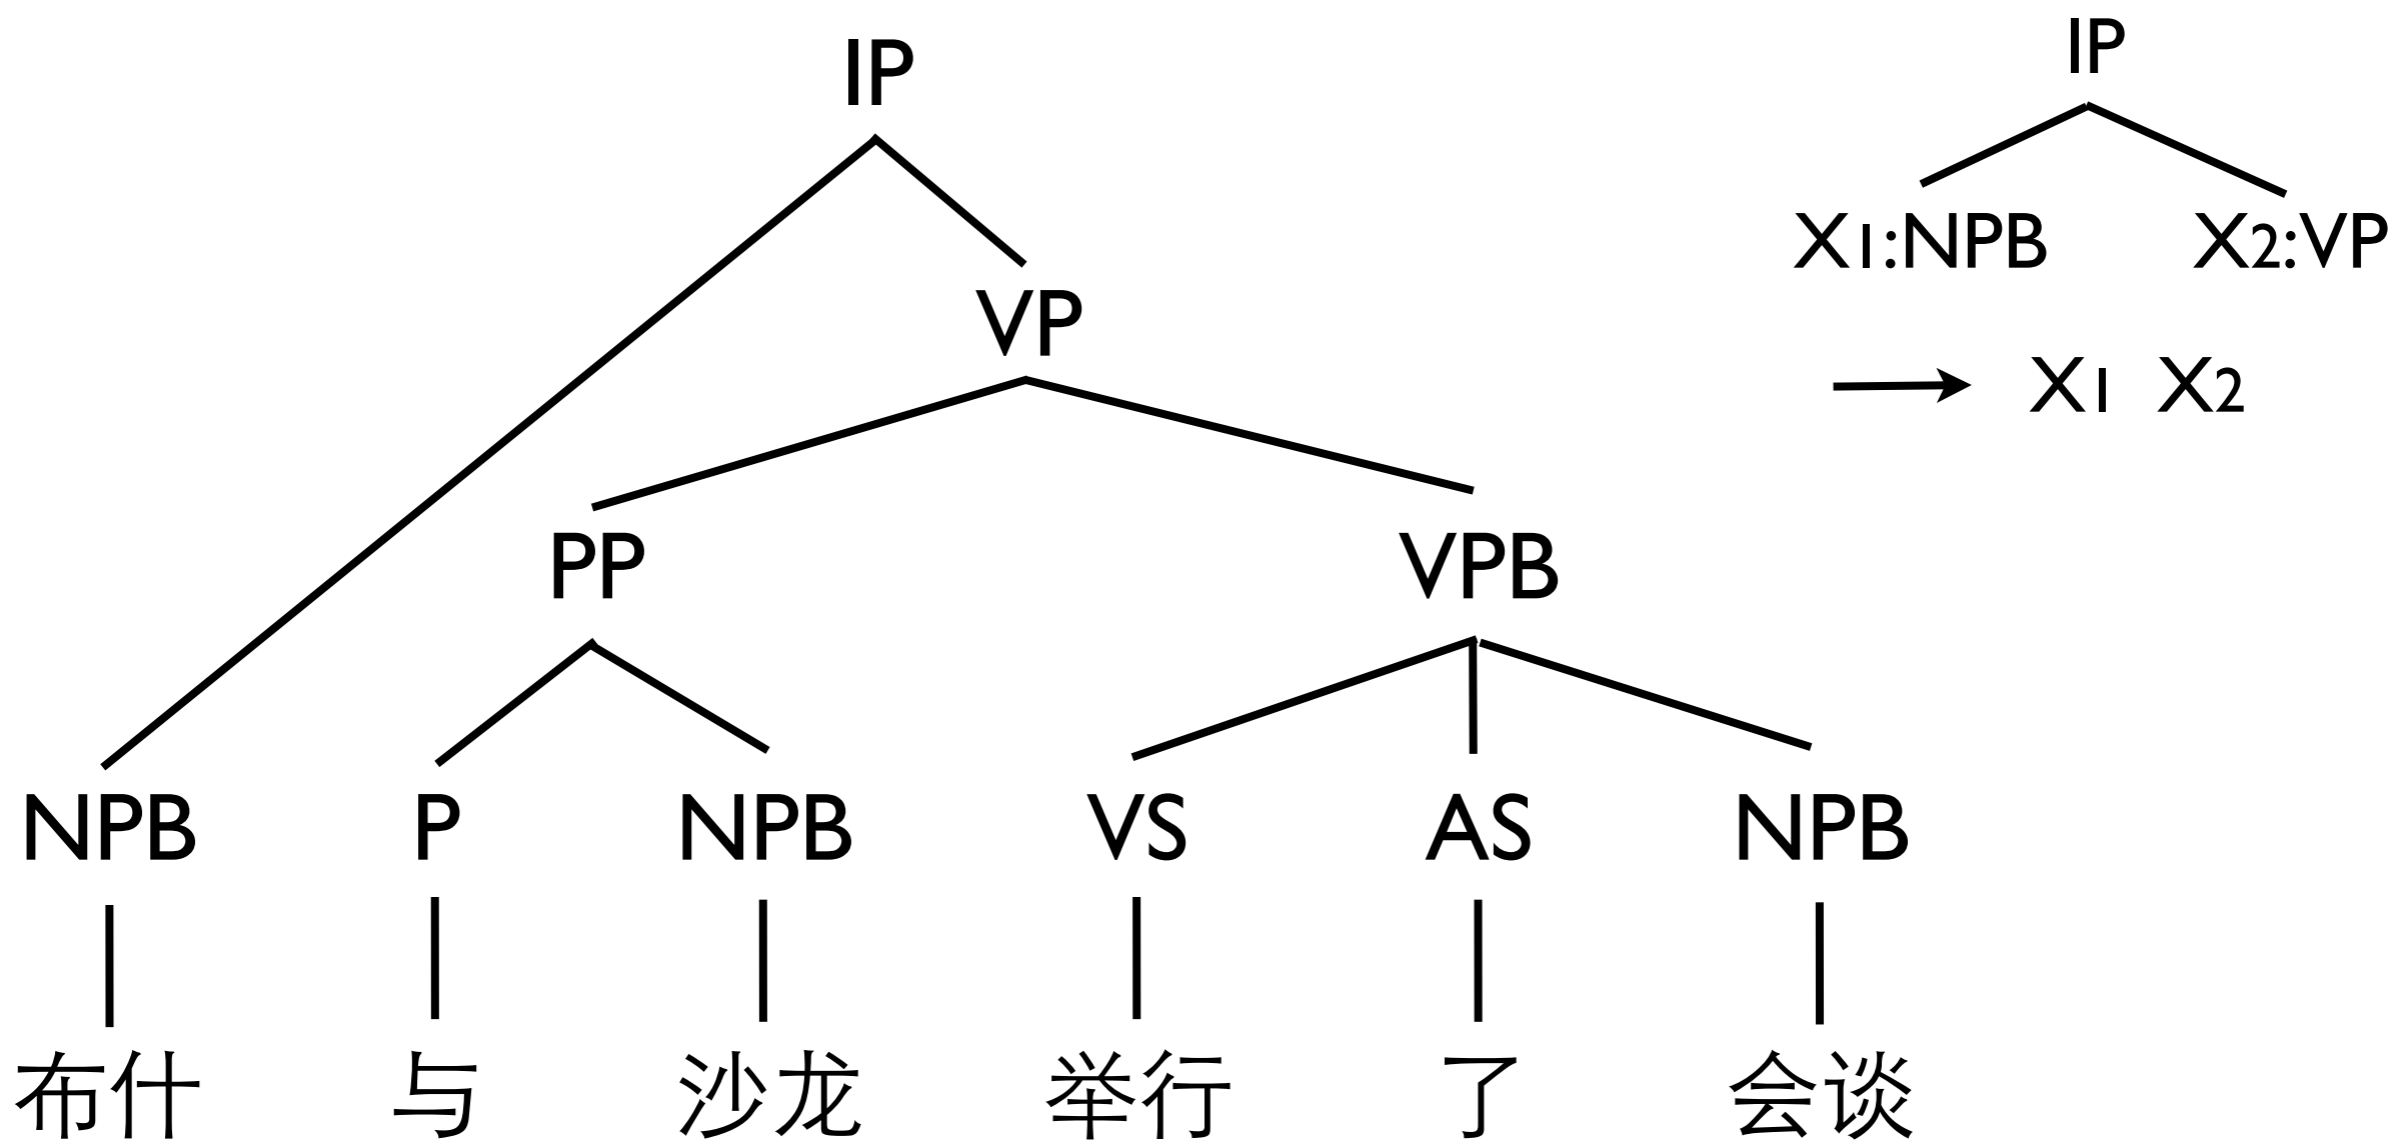 IP
IP
X1:NPB X2:VP
VP
→ X1 X2
PP VPB
NPB P NPB VS AS NPB
布什 与 沙龙 举行 了 会谈